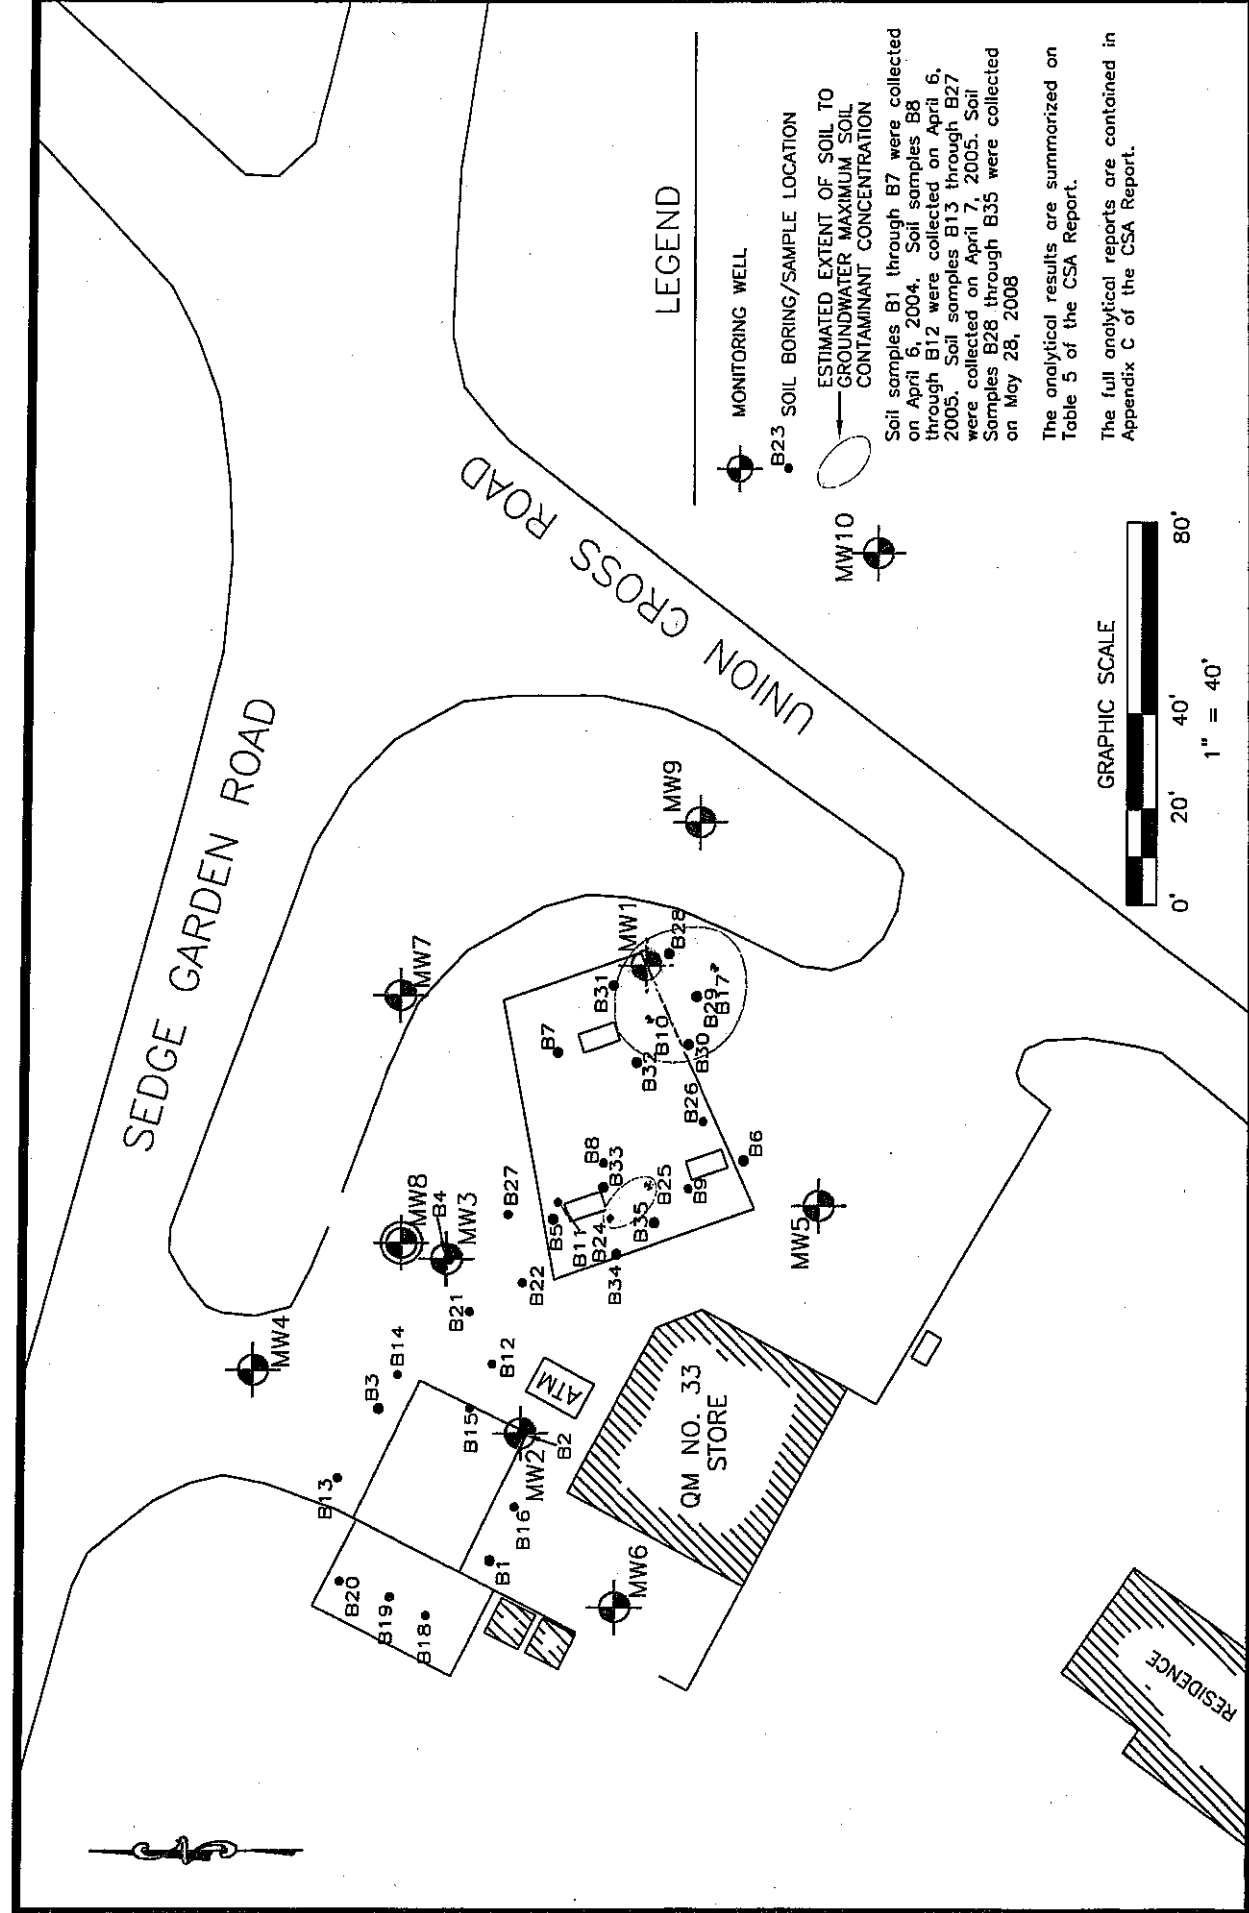 SEDGE GARDEN ROAD
UNION CROSS ROAD
MW4
MW8
B4
MW3
MW7
B3
B14
B13
B20
B19
B18
B21
B22
B27
B12
B15
ATM
MW2
B2
B16
B1
MW6
QM NO. 33
STORE
B5
B11
B24
B34
B35
B8
B33
B25
B9
B26
B6
MW5
B7
B31
B32
B10
B30
B29
B17
B28
MW1
MW9
MW10
RESIDENCE
LEGEND
MONITORING WELL
B23
SOIL BORING/SAMPLE LOCATION
ESTIMATED EXTENT OF SOIL TO
GROUNDWATER MAXIMUM SOIL
CONTAMINANT CONCENTRATION
Soil samples B1 through B7 were collected
on April 6, 2004. Soil samples B8
through B12 were collected on April 6,
2005. Soil samples B13 through B27
were collected on April 7, 2005. Soil
Samples B28 through B35 were collected
on May 28, 2008
The analytical results are summarized on
Table 5 of the CSA Report.
The full analytical reports are contained in
Appendix C of the CSA Report.
GRAPHIC SCALE
0' 20' 40' 80'
1" = 40'